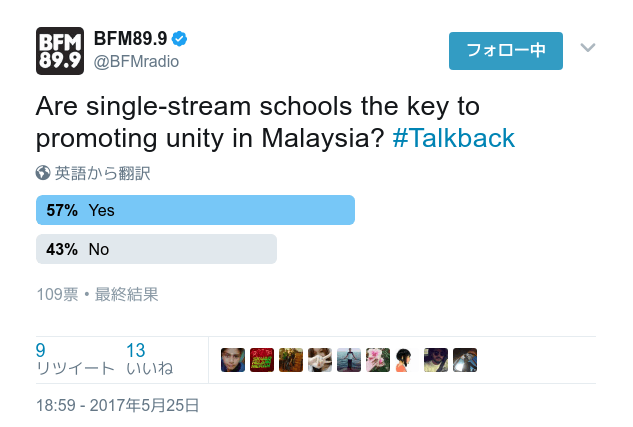 BFM
89.9
BFM89.9
@BFMradio
フォロー中
Are single-stream schools the key to
promoting unity in Malaysia? #Talkback
英語から翻訳
57% Yes
43% No
109票 • 最終結果
9 13
リツイート いいね
18:59 - 2017年5月25日